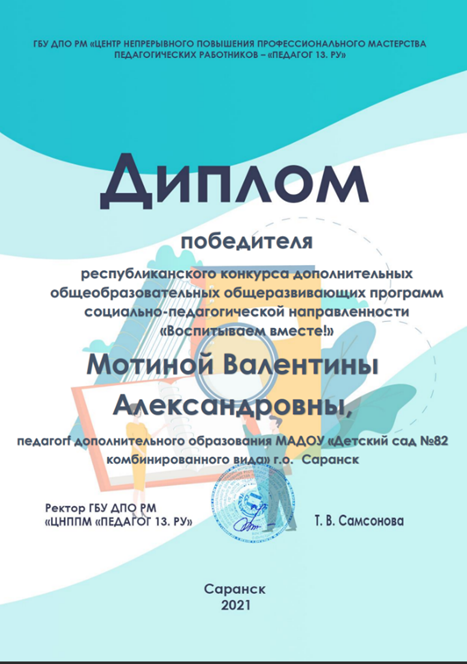 ГБУ ДПО РМ «ЦЕНТР НЕПРЕРЫВНОГО ПОВЫШЕНИЯ ПРОФЕССИОНАЛЬНОГО МАСТЕРСТВА
ПЕДАГОГИЧЕСКИХ РАБОТНИКОВ – «ПЕДАГОГ 13. РУ»
Диплом
победителя
республиканского конкурса дополнительных
общеобразовательных общеразвивающих программ
социально-педагогической направленности
«Воспитываем вместе!»
Мотиной Валентины
Александровны,
дополнительного образования МАДОУ «Детский сад №82
комбинированного вида» г.о. Саранск
Ректор ГБУ ДПО РМ
«ЦНППМ «ПЕДАГОГ 13. РУ»
Т. В. Самсонова
Саранск
2021